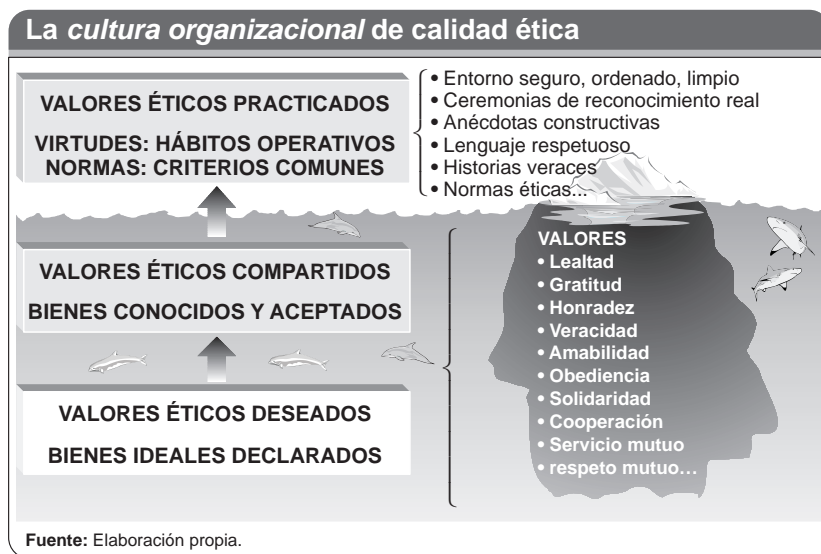 La cultura organizacional de calidad ética
VALORES ÉTICOS PRACTICADOS
VIRTUDES: HÁBITOS OPERATIVOS
NORMAS: CRITERIOS COMUNES
• Entorno seguro, ordenado, limpio
• Ceremonias de reconocimiento real
• Anécdotas constructivas
• Lenguaje respetuoso
• Historias veraces
• Normas éticas...
VALORES ÉTICOS COMPARTIDOS
BIENES CONOCIDOS Y ACEPTADOS
VALORES ÉTICOS DESEADOS
BIENES IDEALES DECLARADOS
VALORES
• Lealtad
• Gratitud
• Honradez
• Veracidad
• Amabilidad
• Obediencia
• Solidaridad
• Cooperación
• Servicio mutuo
• respeto mutuo…
Fuente: Elaboración propia.